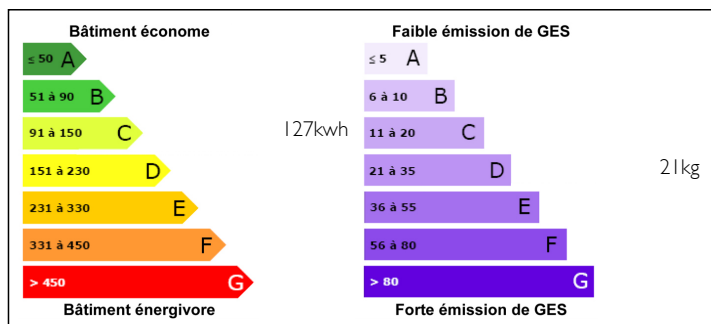 Bâtiment économe
≤ 50 A
51 à 90 B
91 à 150 C
127kwh
151 à 230 D
231 à 330 E
331 à 450 F
> 450 G
Bâtiment énergivore
Faible émission de GES
≤ 5 A
6 à 10 B
11 à 20 C
21 à 35 D
21kg
36 à 55 E
56 à 80 F
> 80 G
Forte émission de GES